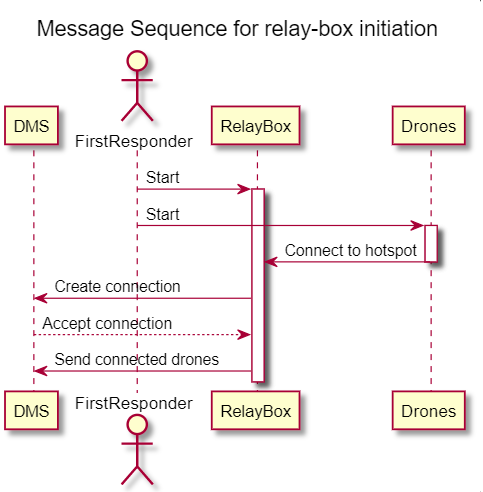 Message Sequence for relay-box initiation
DMS
FirstResponder
RelayBox
Drones
Start
Start
Connect to hotspot
Create connection
Accept connection
Send connected drones
DMS
FirstResponder
RelayBox
Drones